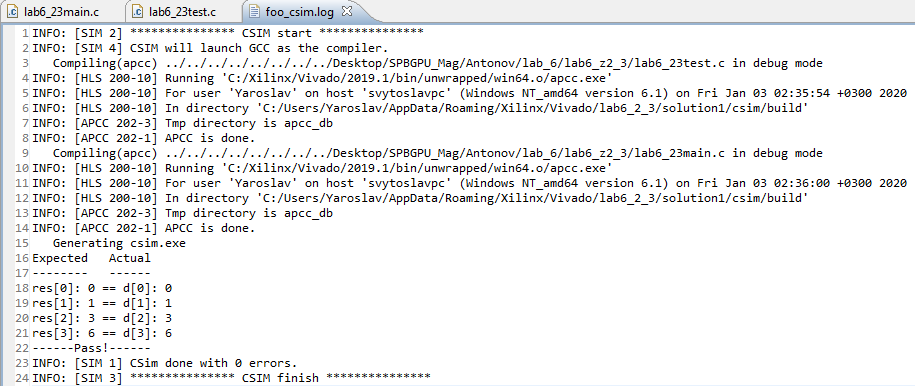 lab6_23main.c lab6_23test.c foo_csim.log
1 INFO: [SIM 2] *************** CSIM start ***************
2 INFO: [SIM 4] CSIM will launch GCC as the compiler.
3    Compiling(apcc) ../../../../../../../Desktop/SPBGPU_Mag/Antonov/lab_6/lab6_z2_3/lab6_23test.c in debug mode
4 INFO: [HLS 200-10] Running 'C:/Xilinx/Vivado/2019.1/bin/unwrapped/win64.o/apcc.exe'
5 INFO: [HLS 200-10] For user 'Yaroslav' on host 'svytoslavpc' (Windows NT_amd64 version 6.1) on Fri Jan 03 02:35:54 +0300 2020
6 INFO: [HLS 200-10] In directory 'C:/Users/Yaroslav/AppData/Roaming/Xilinx/Vivado/lab6_2_3/solution1/csim/build'
7 INFO: [APCC 202-3] Tmp directory is apcc_db
8 INFO: [APCC 202-1] APCC is done.
9    Compiling(apcc) ../../../../../../../Desktop/SPBGPU_Mag/Antonov/lab_6/lab6_z2_3/lab6_23main.c in debug mode
10 INFO: [HLS 200-10] Running 'C:/Xilinx/Vivado/2019.1/bin/unwrapped/win64.o/apcc.exe'
11 INFO: [HLS 200-10] For user 'Yaroslav' on host 'svytoslavpc' (Windows NT_amd64 version 6.1) on Fri Jan 03 02:36:00 +0300 2020
12 INFO: [HLS 200-10] In directory 'C:/Users/Yaroslav/AppData/Roaming/Xilinx/Vivado/lab6_2_3/solution1/csim/build'
13 INFO: [APCC 202-3] Tmp directory is apcc_db
14 INFO: [APCC 202-1] APCC is done.
15    Generating csim.exe
16 Expected  Actual
17 --------  ------
18 res[0]: 0 == d[0]: 0
19 res[1]: 1 == d[1]: 1
20 res[2]: 3 == d[2]: 3
21 res[3]: 6 == d[3]: 6
22 ------Pass!------
23 INFO: [SIM 1] CSim done with 0 errors.
24 INFO: [SIM 3] *************** CSIM finish ***************